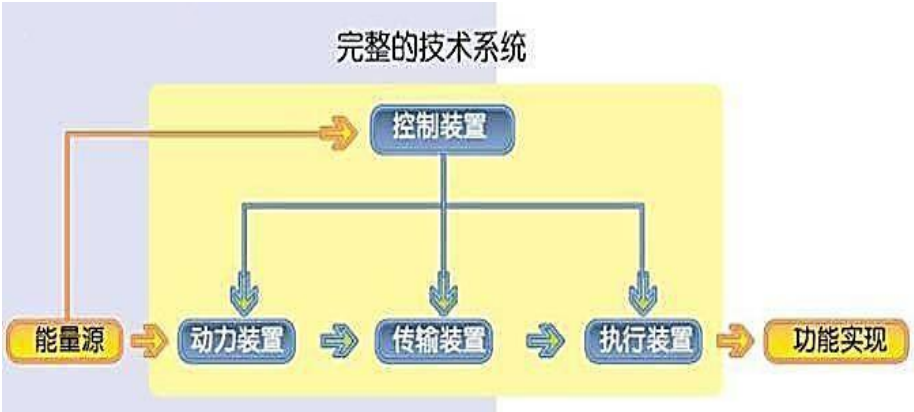 完整的技术系统
控制装置
能量源
动力装置
传输装置
执行装置
功能实现